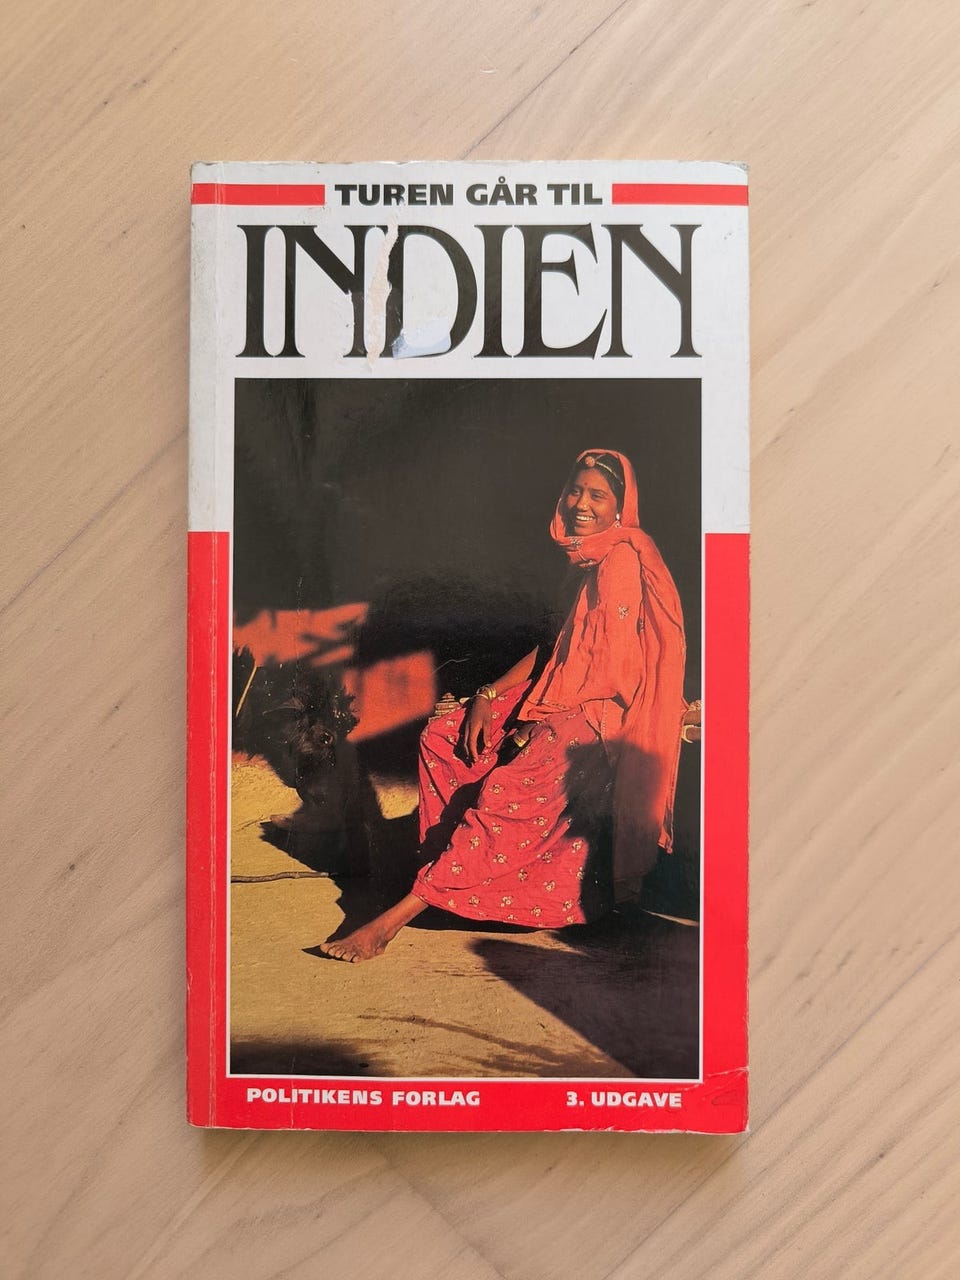 TUREN GÅR TIL
INDIEN
POLITIKENS FORLAG
3. UDGAVE